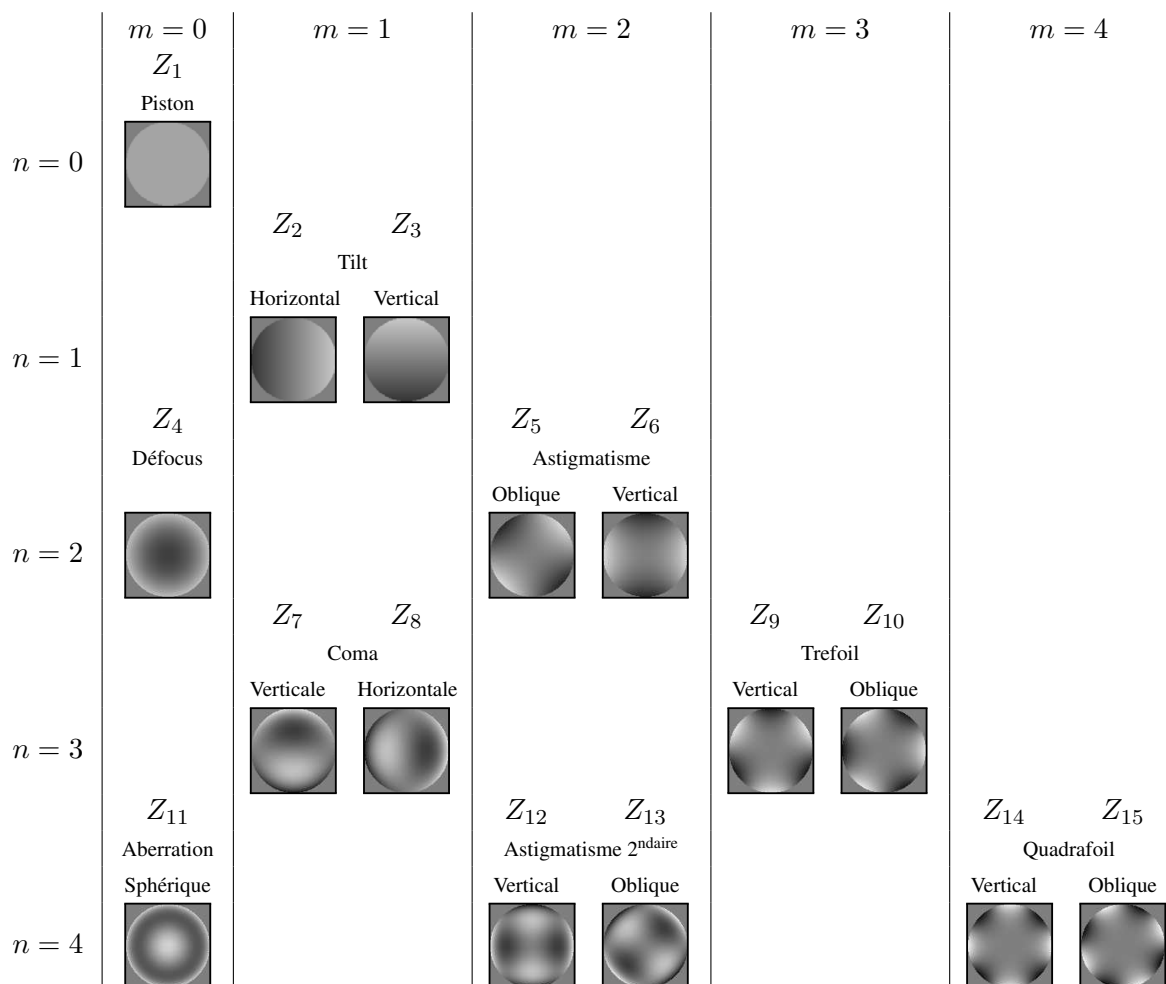 m = 0 m = 1 m = 2 m = 3 m = 4
Z₁
Piston
n = 0
Z₂ Z₃
Tilt
Horizontal Vertical
n = 1
Z₄ Z₅ Z₆
Défocus Astigmatisme
Oblique Vertical
n = 2
Z₇ Z₈ Z₉ Z₁₀
Coma Trefoil
Verticale Horizontale Vertical Oblique
n = 3
Z₁₁ Z₁₂ Z₁₃ Z₁₄ Z₁₅
Aberration Astigmatisme 2ndaire Quadrafoil
Sphérique Vertical Oblique Vertical Oblique
n = 4